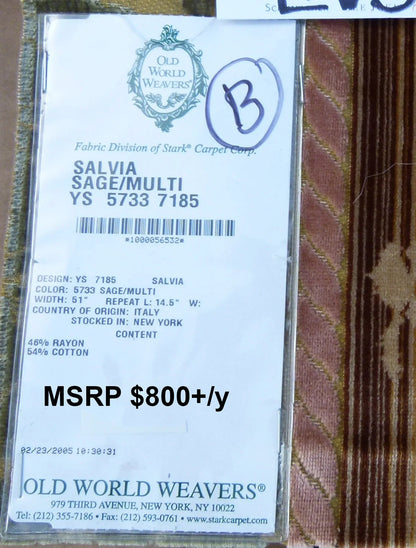 OLD
WORLD
WEAVERS®
B
Fabric Division of Stark® Carpet Corp.
SALVIA
SAGE/MULTI
YS 5733 7185
*1000056532*
DESIGN: YS 7185 SALVIA
COLOR: 5733 SAGE/MULTI
WIDTH: 51" REPEAT L: 14.5" W:
COUNTRY OF ORIGIN: ITALY
STOCKED IN: NEW YORK
CONTENT
46% RAYON
54% COTTON
MSRP $800+/y
02/23/2005 10:30:31
OLD WORLD WEAVERS®
979 THIRD AVENUE, NEW YORK, NY 10022
Tel: (212) 355-7186 • Fax: (212) 593-0761 • www.starkcarpet.com